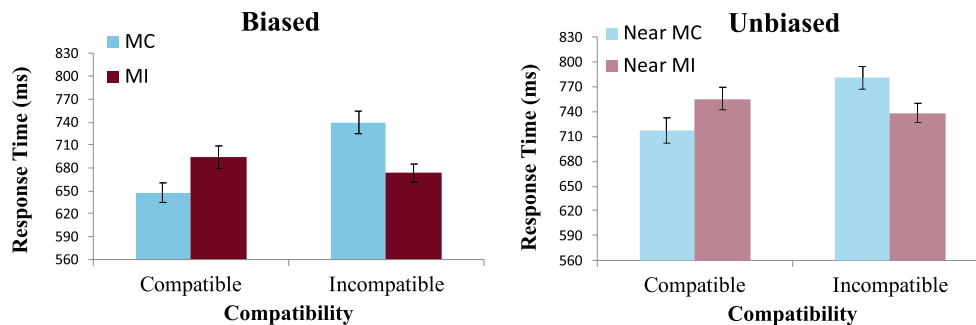 Biased
MC
MI
Response Time (ms)
830
800
770
740
710
680
650
620
590
560
Compatible
Incompatible
Compatibility
Unbiased
Near MC
Near MI
Response Time (ms)
830
800
770
740
710
680
650
620
590
560
Compatible
Incompatible
Compatibility